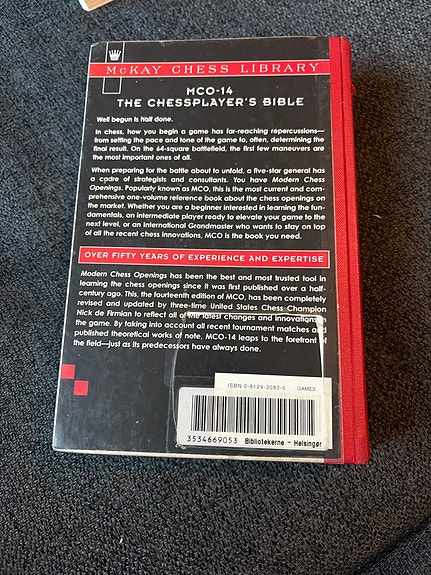 McKAY CHESS LIBRARY
MCO-14
THE CHESSPLAYER'S BIBLE
Well begun is half done.
In chess, how you begin a game has far-reaching repercussions—
from setting the pace and tone of the game to, often, determining the
final result. On the 64-square battlefield, the first few maneuvers are
the most important ones of all.
When preparing for the battle about to unfold, a five-star general has
a cadre of strategists and consultants. You have Modern Chess
Openings. Popularly known as MCO, this is the most current and com-
prehensive one-volume reference book about the chess openings on
the market. Whether you are a beginner interested in learning the fun-
damentals, an intermediate player ready to elevate your game to the
next level, or an International Grandmaster who wants to stay on top
of all the recent chess innovations, MCO is the book you need.
OVER FIFTY YEARS OF EXPERIENCE AND EXPERTISE
Modern Chess Openings has been the best and most trusted tool in
learning the chess openings since it was first published over a half-
century ago. This, the fourteenth edition of MCO, has been completely
revised and updated by three-time United States Chess Champion
Nick de Firmian to reflect all of the latest changes and innovations in
the game. By taking into account all recent tournament matches and
published theoretical works of note, MCO-14 leaps to the forefront of
the field—just as its predecessors have always done.
ISBN 0-8129-3083-5 GAMES
3534669053 Bibliotekerne - Helsingør